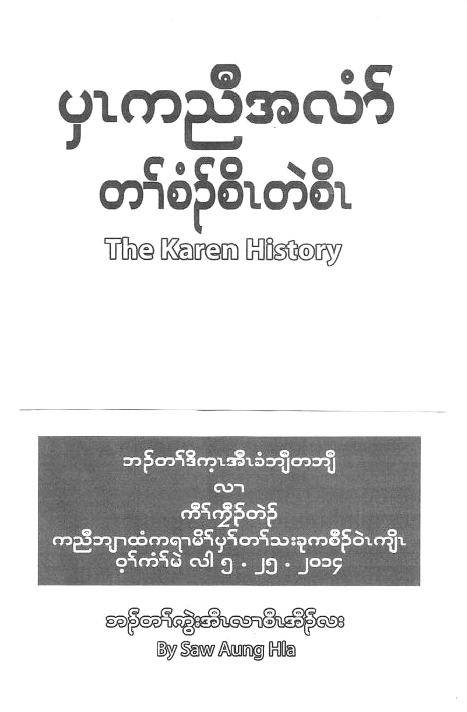 ပှၤကညီအလံာ်
တၢ်စံၣ်စိၤတဲစိၤ
The Karen History
ဘၣ်တၢ်ဒိက့ၤအီၤခံဘျီတဘျီ
လၢ
ကီၢ်ကၠီၣ်တဲၣ်
ကညီဘျၢထံကရၢမိၢ်ပှၢ်တၢ်သးခုကစီၣ်ဝဲၤကျိၤ
ဝ့ၢ်ကံၢ်မဲ လါ ၅ . ၂၅ . ၂၀၁၄
ဘၣ်တၢ်ကွဲးအီၤလၢစီၤအီၣ်လး
By Saw Aung Hla